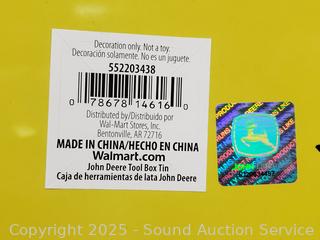 Decoration only. Not a toy.
Decoración solamente. No es un juguete.
552203438
0 78678 14616 0
Distributed by/Distribuido por
Wal-Mart Stores, Inc.
Bentonville, AR 72716
MADE IN CHINA/HECHO EN CHINA
Walmart.com
John Deere Tool Box Tin
Caja de herramientas de lata John Deere
Copyright © 2025 - Sound Auction Service